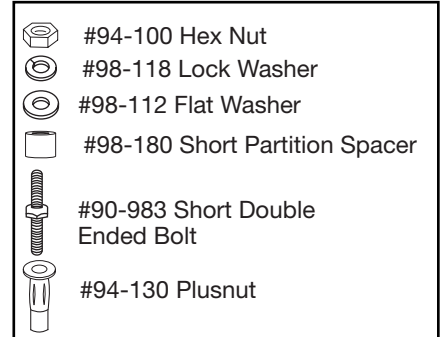 #94-100 Hex Nut
#98-118 Lock Washer
#98-112 Flat Washer
#98-180 Short Partition Spacer
#90-983 Short Double
Ended Bolt
#94-130 Plusnut